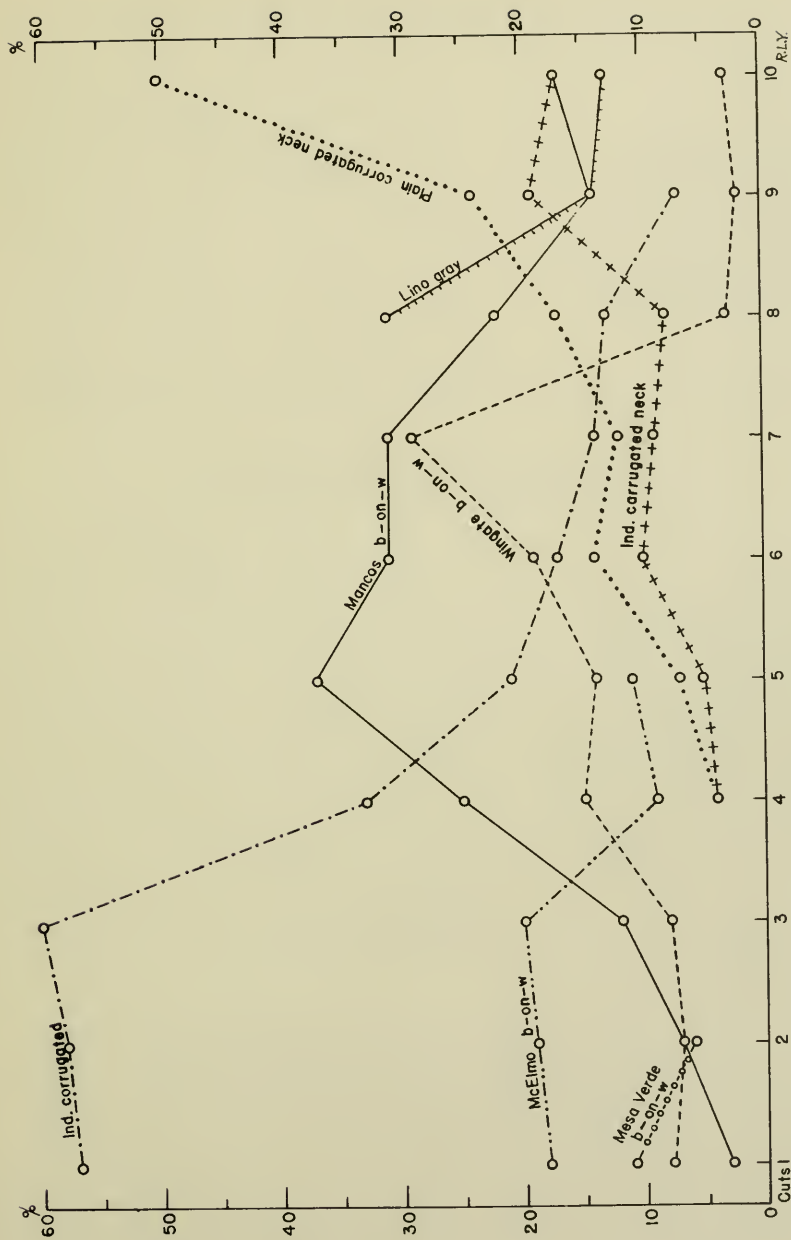 %
60
50
40
30
20
10
0
%
60
50
40
30
20
10
0
Ind. corrugated
McElmo b-on-w
Mesa Verde
b-on-w
Mancos b-on-w
Wingate b-on-w
Ind. carrugated neck
Lino gray
Plain corrugated neck
Cuts 1
2
3
4
5
6
7
8
9
10
R.L.Y.